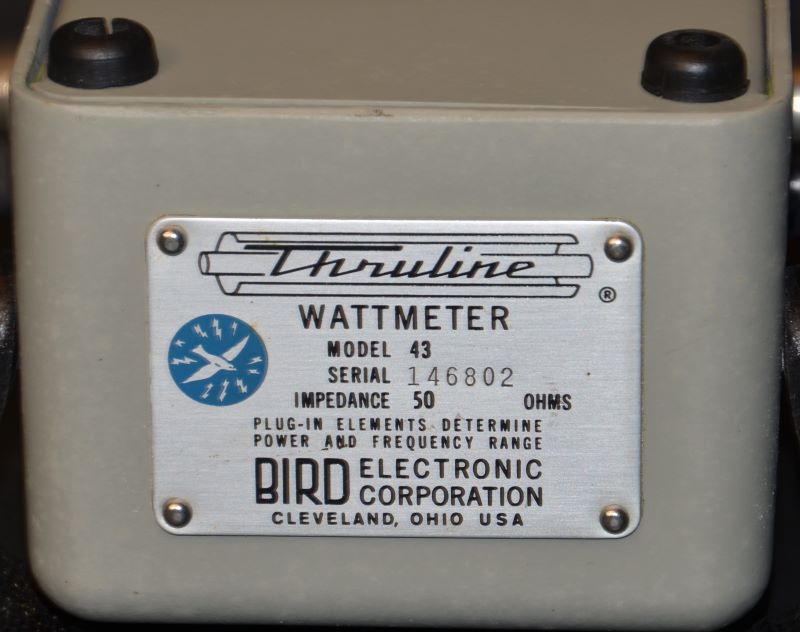 Thruline
®
WATTMETER
MODEL 43
SERIAL 146802
IMPEDANCE 50 OHMS
PLUG-IN ELEMENTS DETERMINE
POWER AND FREQUENCY RANGE
BIRD ELECTRONIC
CORPORATION
CLEVELAND, OHIO USA